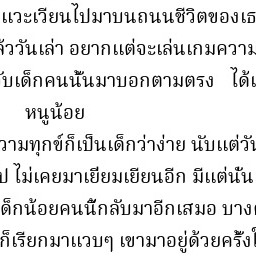 แวะเวียนไปมาบนถนนชีวิตของเธ
ล้ววันเล่า อยากแต่จะเล่นเกมความ
ับเด็กคนนั้นมาบอกตามตรง ได้เ
หนูน้อย
วามทุกข์ก็เป็นเด็กว่าง่าย นับแต่วัน
ป ไม่เคยมาเยี่ยมเยียนอีก มีแต่นั่น
ด็กน้อยคนนี้กลับมาอีกเสมอ บาง
ก็เรียกมาแวบๆ เขามาอยู่ด้วยครั้งใ